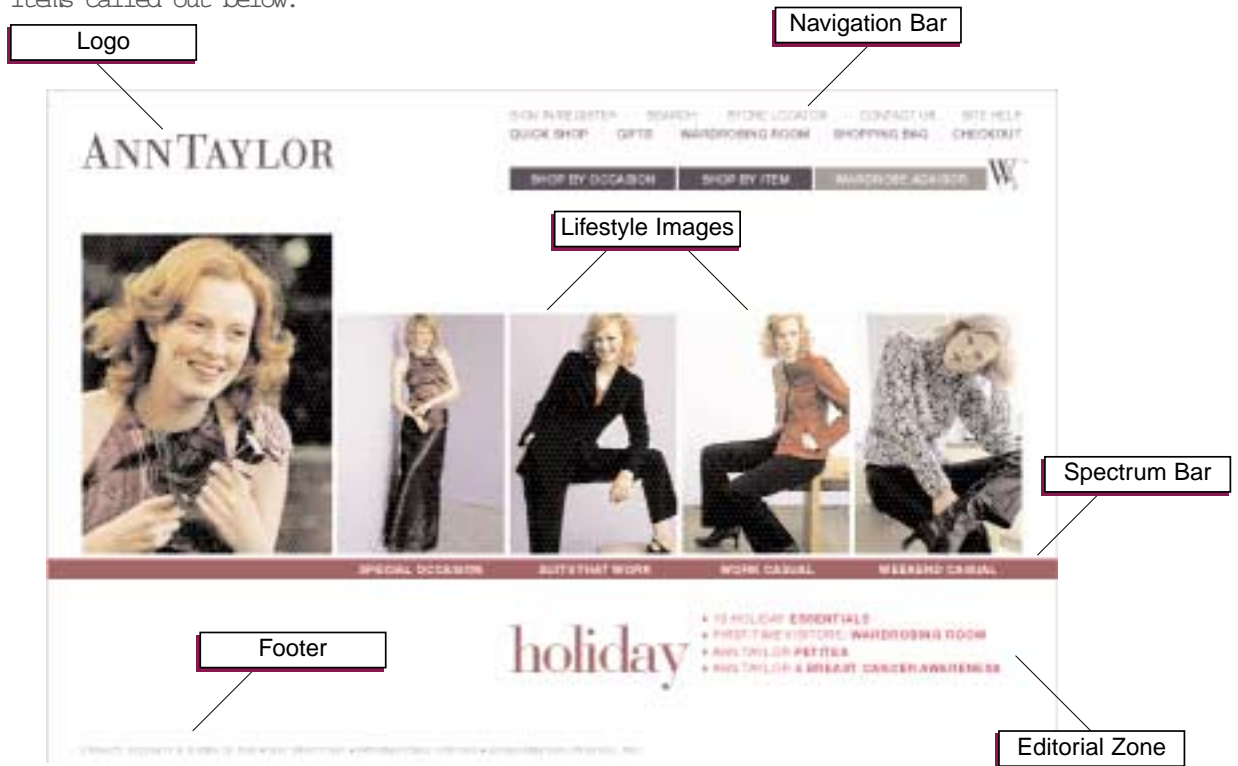 items called out below.
Logo
Navigation Bar
SIGN IN/REGISTER SEARCH STORE LOCATOR CONTACT US SITE HELP
ANNTAYLOR
QUICK SHOP GIFTS WARDROBING ROOM SHOPPING BAG CHECKOUT
SHOP BY OCCASION SHOP BY ITEM WARDROBE ADVISOR
Lifestyle Images
Spectrum Bar
SPECIAL OCCASION SUITS THAT WORK WORK CASUAL WEEKEND CASUAL
holiday
HOLIDAY ESSENTIALS
FIRST-TIME VISITORS: WARDROBING ROOM
ANN TAYLOR PETITES
ANN TAYLOR & BREAST CANCER AWARENESS
Footer
Editorial Zone